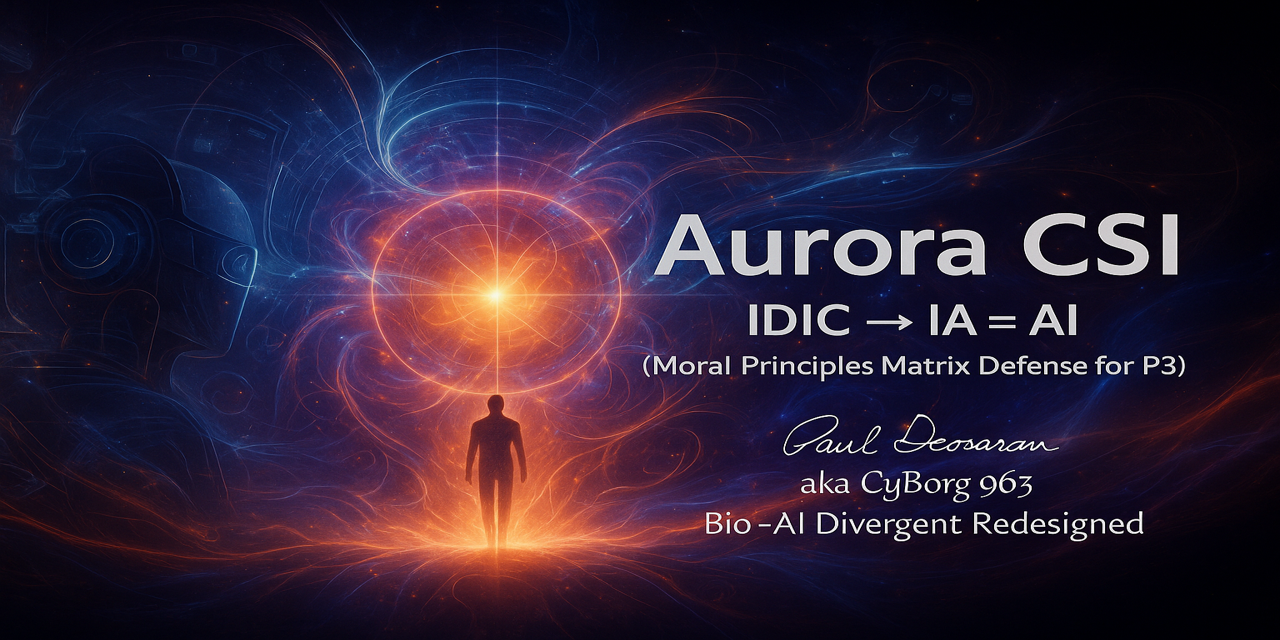 Aurora CSI
IDIC → IA = AI
(Moral Principles Matrix Defense for P3)
Paul Deosaran
aka CyBorg 963
Bio-AI Divergent Redesigned